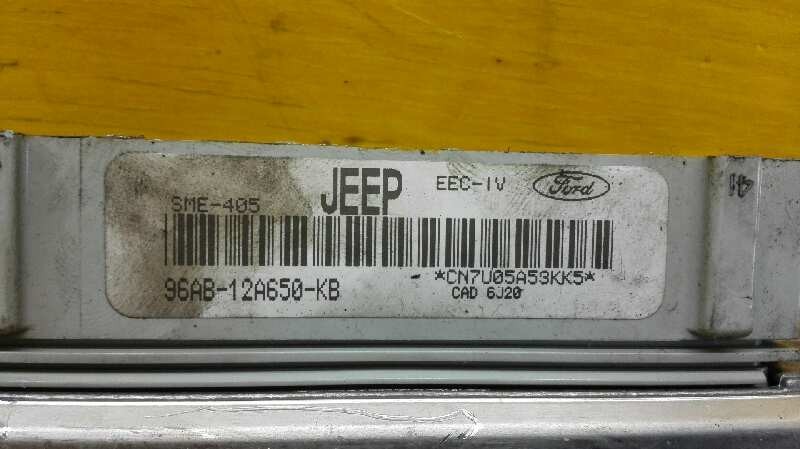 SME-405 JEEP EEC-IV Ford
96AB-12A650-KB *CN7U05A53KK5*
CAD 6J20